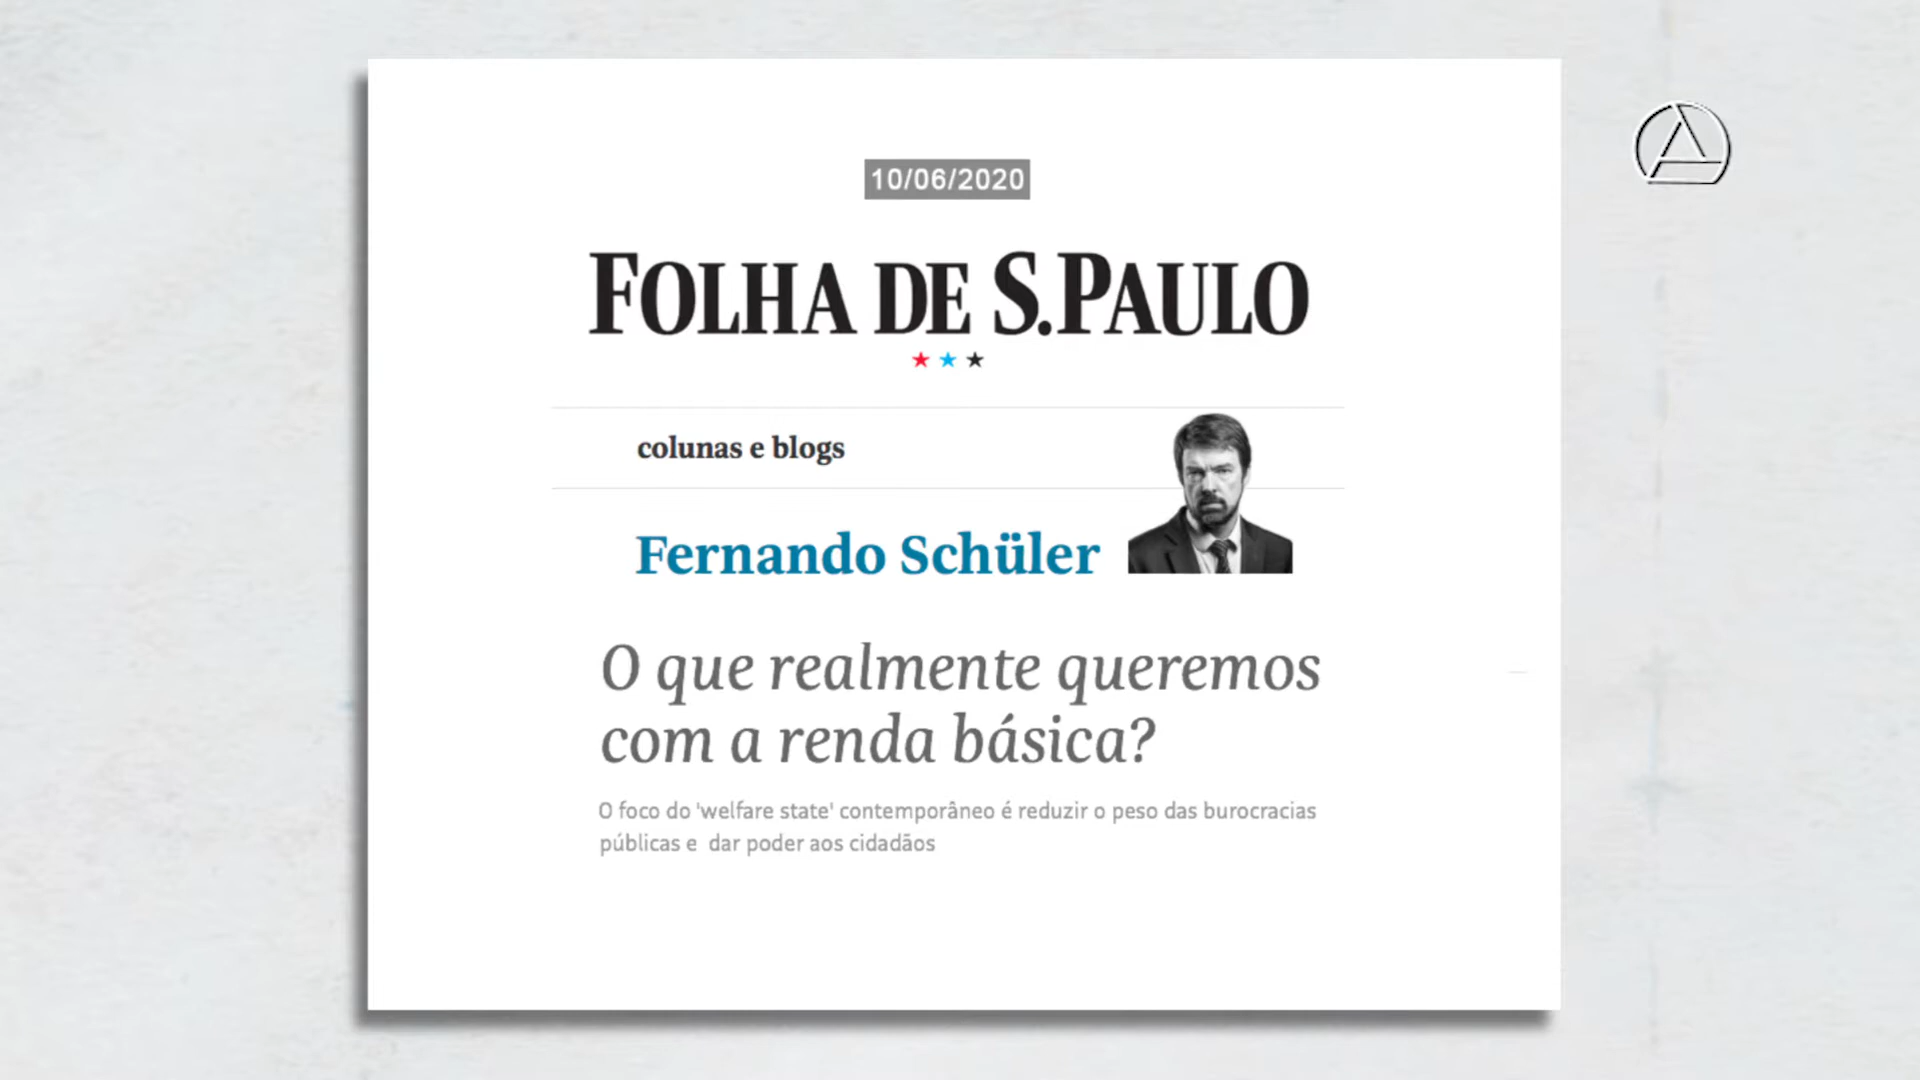 10/06/2020
FOLHA DE S.PAULO
colunas e blogs
Fernando Schüler
O que realmente queremos
com a renda básica?
O foco do 'welfare state' contemporâneo é reduzir o peso das burocracias
públicas e dar poder aos cidadãos